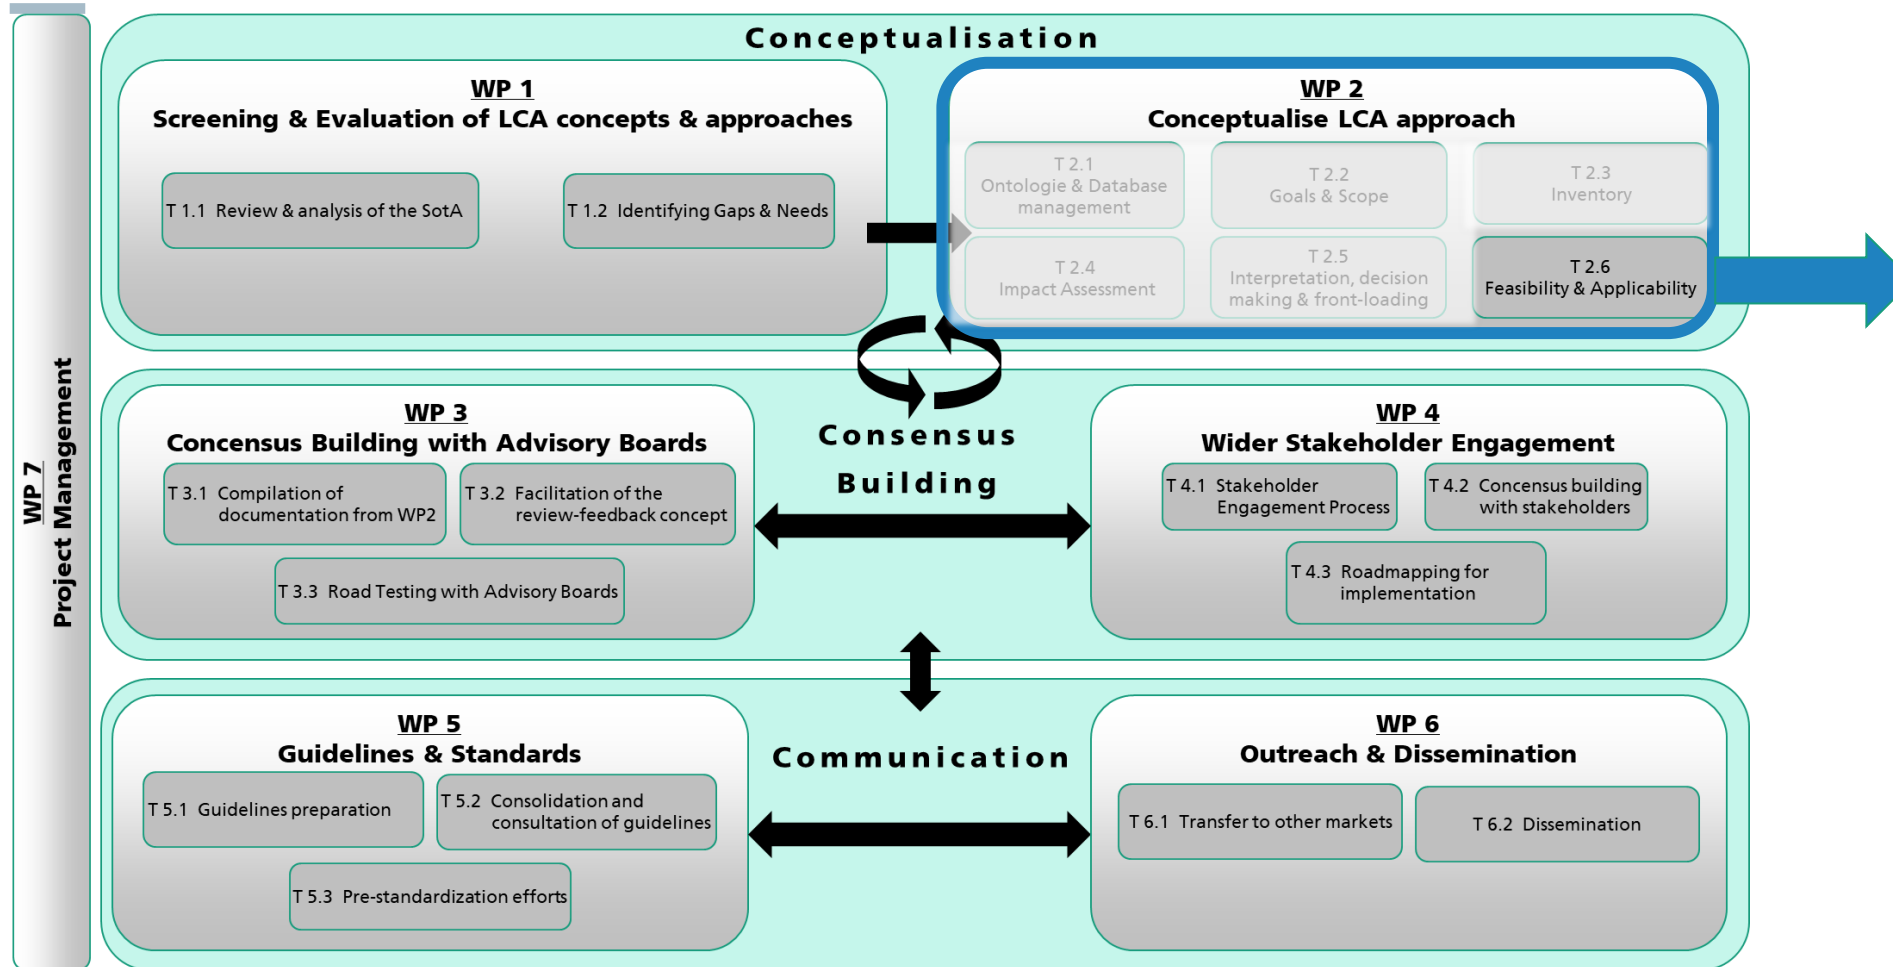 Conceptualisation
WP 1
Screening & Evaluation of LCA concepts & approaches
T 1.1 Review & analysis of the SotA
T 1.2 Identifying Gaps & Needs
WP 2
Conceptualise LCA approach
T 2.1
Ontologie & Database
management
T 2.2
Goals & Scope
T 2.3
Inventory
T 2.4
Impact Assessment
T 2.5
Interpretation, decision
making & front-loading
T 2.6
Feasibility & Applicability
WP 7
Project Management
WP 3
Concensus Building with Advisory Boards
T 3.1 Compilation of
documentation from WP2
T 3.2 Facilitation of the
review-feedback concept
T 3.3 Road Testing with Advisory Boards
Consensus
Building
WP 4
Wider Stakeholder Engagement
T 4.1 Stakeholder
Engagement Process
T 4.2 Concensus building
with stakeholders
T 4.3 Roadmapping for
implementation
WP 5
Guidelines & Standards
T 5.1 Guidelines preparation
T 5.2 Consolidation and
consultation of guidelines
T 5.3 Pre-standardization efforts
Communication
WP 6
Outreach & Dissemination
T 6.1 Transfer to other markets
T 6.2 Dissemination